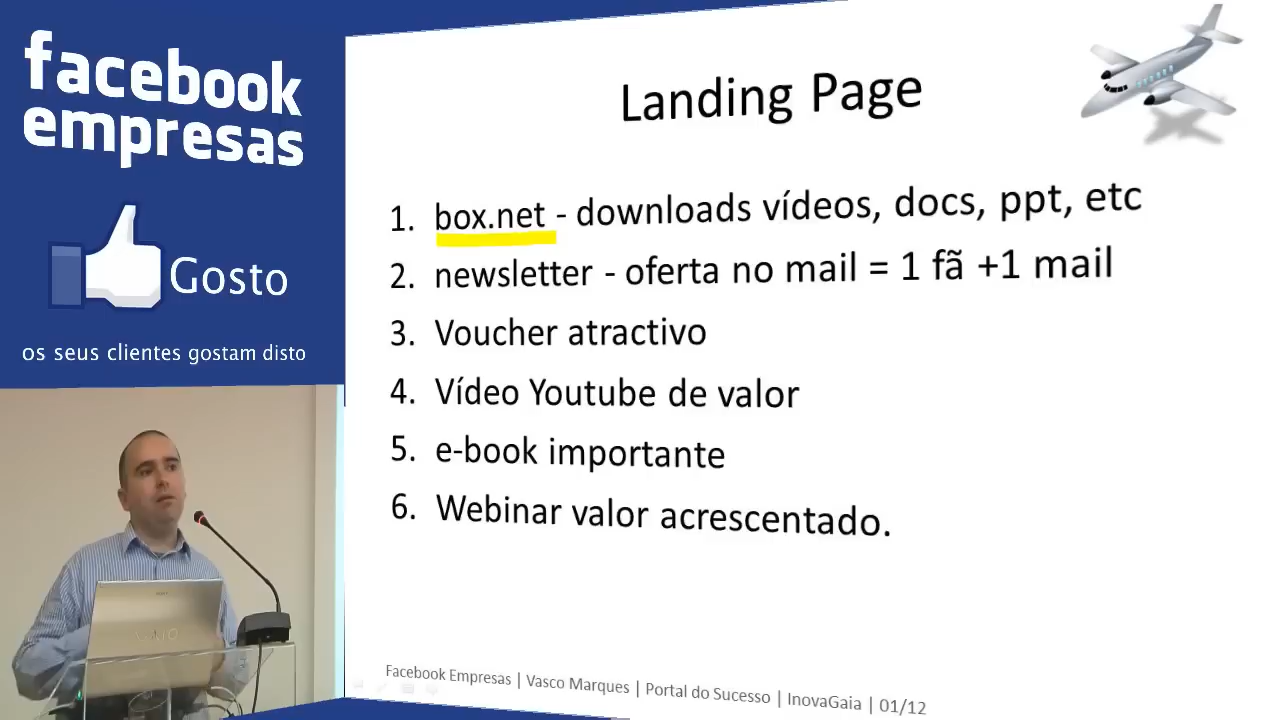 facebook
empresas
Gosto
os seus clientes gostam disto
Landing Page
1. box.net - downloads vídeos, docs, ppt, etc
2. newsletter - oferta no mail = 1 fã +1 mail
3. Voucher atractivo
4. Vídeo Youtube de valor
5. e-book importante
6. Webinar valor acrescentado.
VAIO
Facebook Empresas | Vasco Marques | Portal do Sucesso | InovaGaia | 01/12